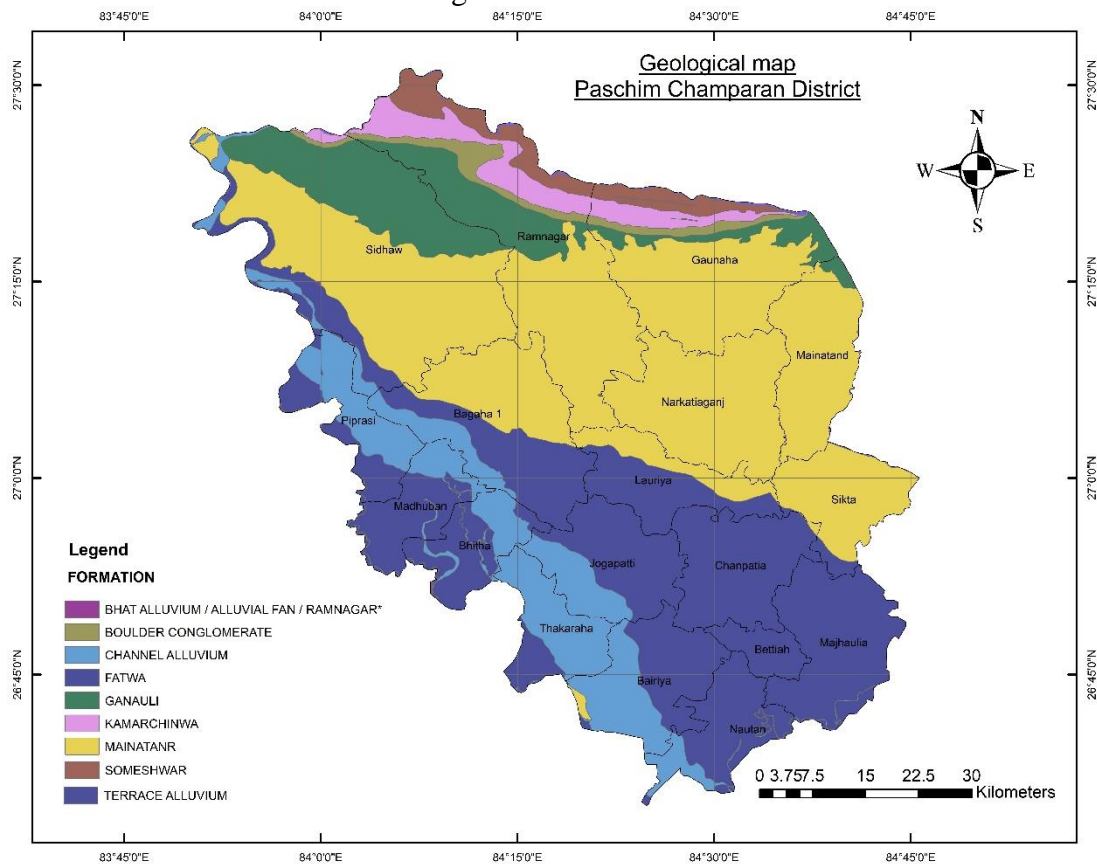 83°45'0"E 84°0'0"E 84°15'0"E 84°30'0"E 84°45'0"E
Geological map
Paschim Champaran District
27°30'0"N 27°30'0"N
N
W E
S
Ramnagar
Sidhaw
Gaunaha
27°15'0"N 27°15'0"N
Mainatand
Narkatiaganj
Bagaha 1
Piprasi
27°0'0"N 27°0'0"N
Lauriya
Sikta
Madhuban
Bhitha
Jogapatti
Chanpatia
Thakaraha
Majhaulia
Bettiah
26°45'0"N 26°45'0"N
Bairiya
Nautan
Legend
FORMATION
BHAT ALLUVIUM / ALLUVIAL FAN / RAMNAGAR*
BOULDER CONGLOMERATE
CHANNEL ALLUVIUM
FATWA
GANAULI
KAMARCHINWA
MAINATANR
SOMESHWAR
TERRACE ALLUVIUM
0 3.75 7.5 15 22.5 30
Kilometers
83°45'0"E 84°0'0"E 84°15'0"E 84°30'0"E 84°45'0"E